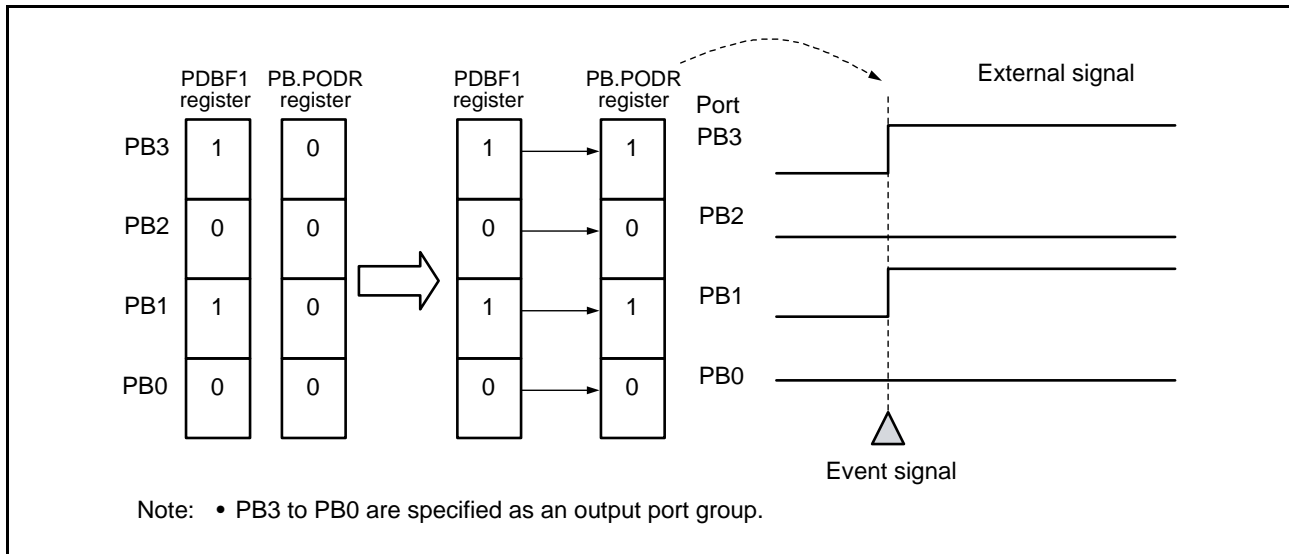 PDBF1 register PB.PODR register PDBF1 register PB.PODR register External signal
Port
PB3 1 0 1 1 PB3
PB2 0 0 0 0 PB2
PB1 1 0 1 1 PB1
PB0 0 0 0 0 PB0
Event signal
Note: • PB3 to PB0 are specified as an output port group.